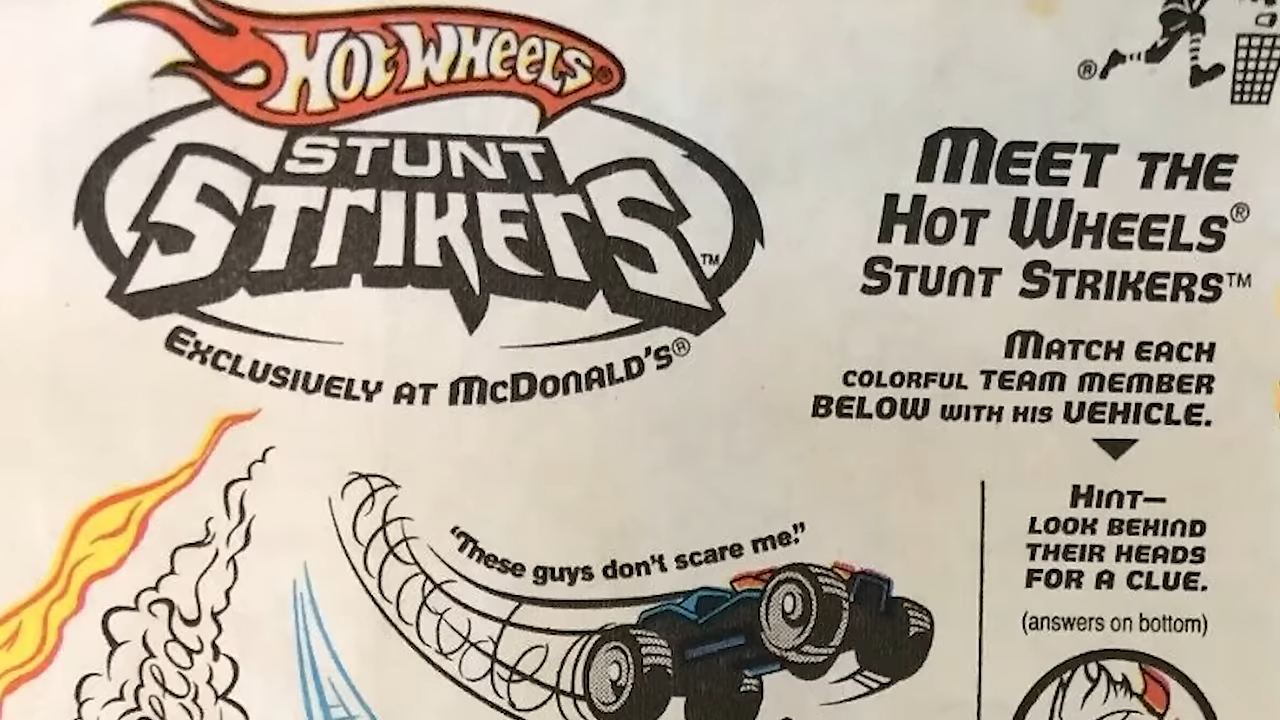 HOT WHEELS®
STUNT
STRIKERS™
EXCLUSIVELY AT MCDONALD'S®
"These guys don't scare me."
®
MEET THE
HOT WHEELS®
STUNT STRIKERS™
MATCH EACH
COLORFUL TEAM MEMBER
BELOW WITH HIS VEHICLE.
HINT—
LOOK BEHIND
THEIR HEADS
FOR A CLUE.
(answers on bottom)